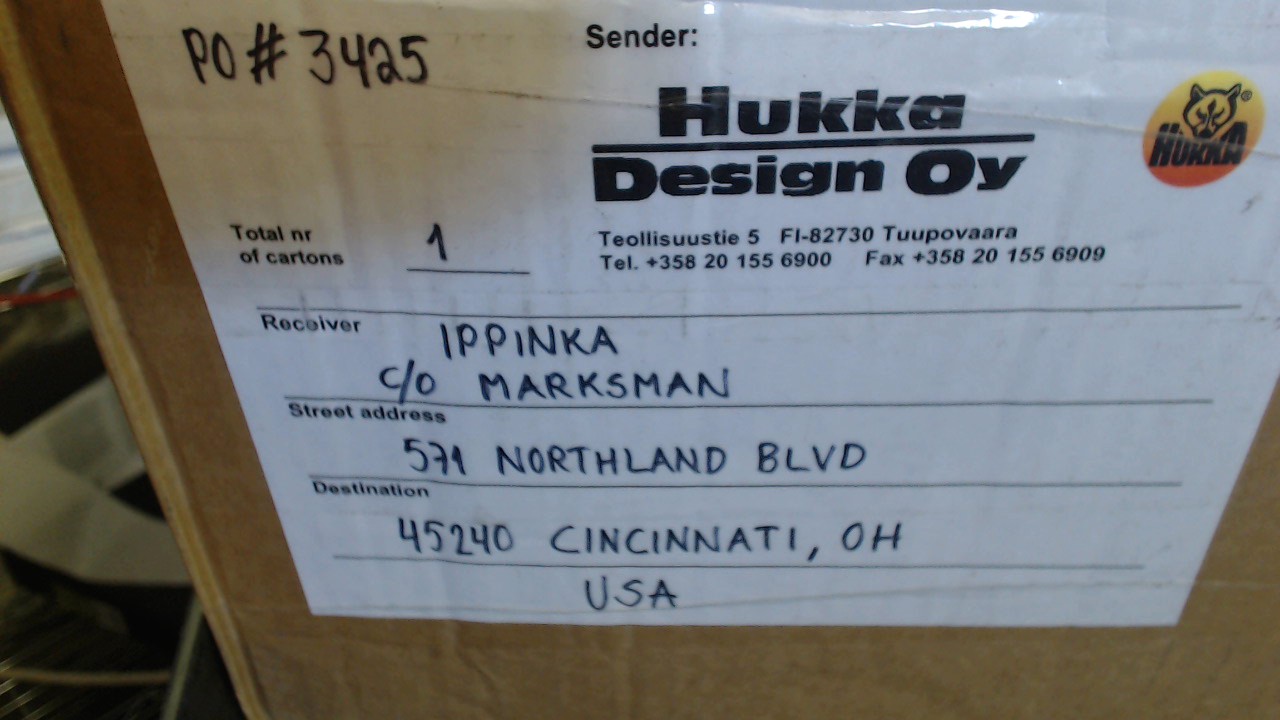 PO# 3425
Sender:
Hukka
Design Oy
HUKKA
®
Total nr
of cartons
1
Teollisuustie 5 FI-82730 Tuupovaara
Tel. +358 20 155 6900 Fax +358 20 155 6909
Receiver
IPPINKA
c/o MARKSMAN
Street address
571 NORTHLAND BLVD
Destination
45240 CINCINNATI, OH
USA